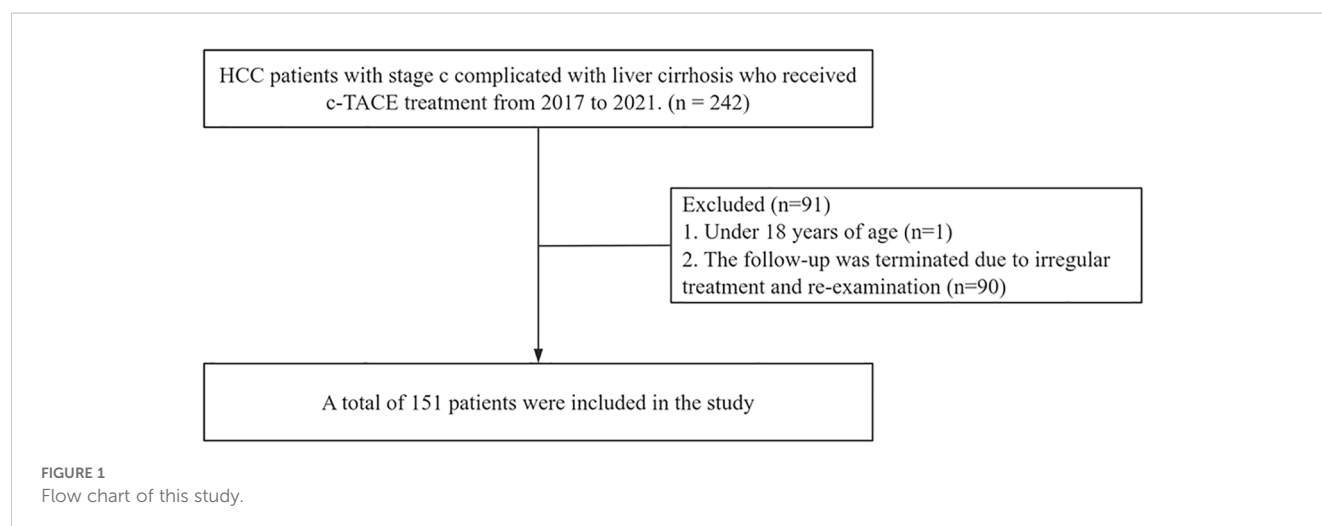 HCC patients with stage c complicated with liver cirrhosis who received
c-TACE treatment from 2017 to 2021. (n = 242)
Excluded (n=91)
1. Under 18 years of age (n=1)
2. The follow-up was terminated due to irregular
treatment and re-examination (n=90)
A total of 151 patients were included in the study
FIGURE 1
Flow chart of this study.